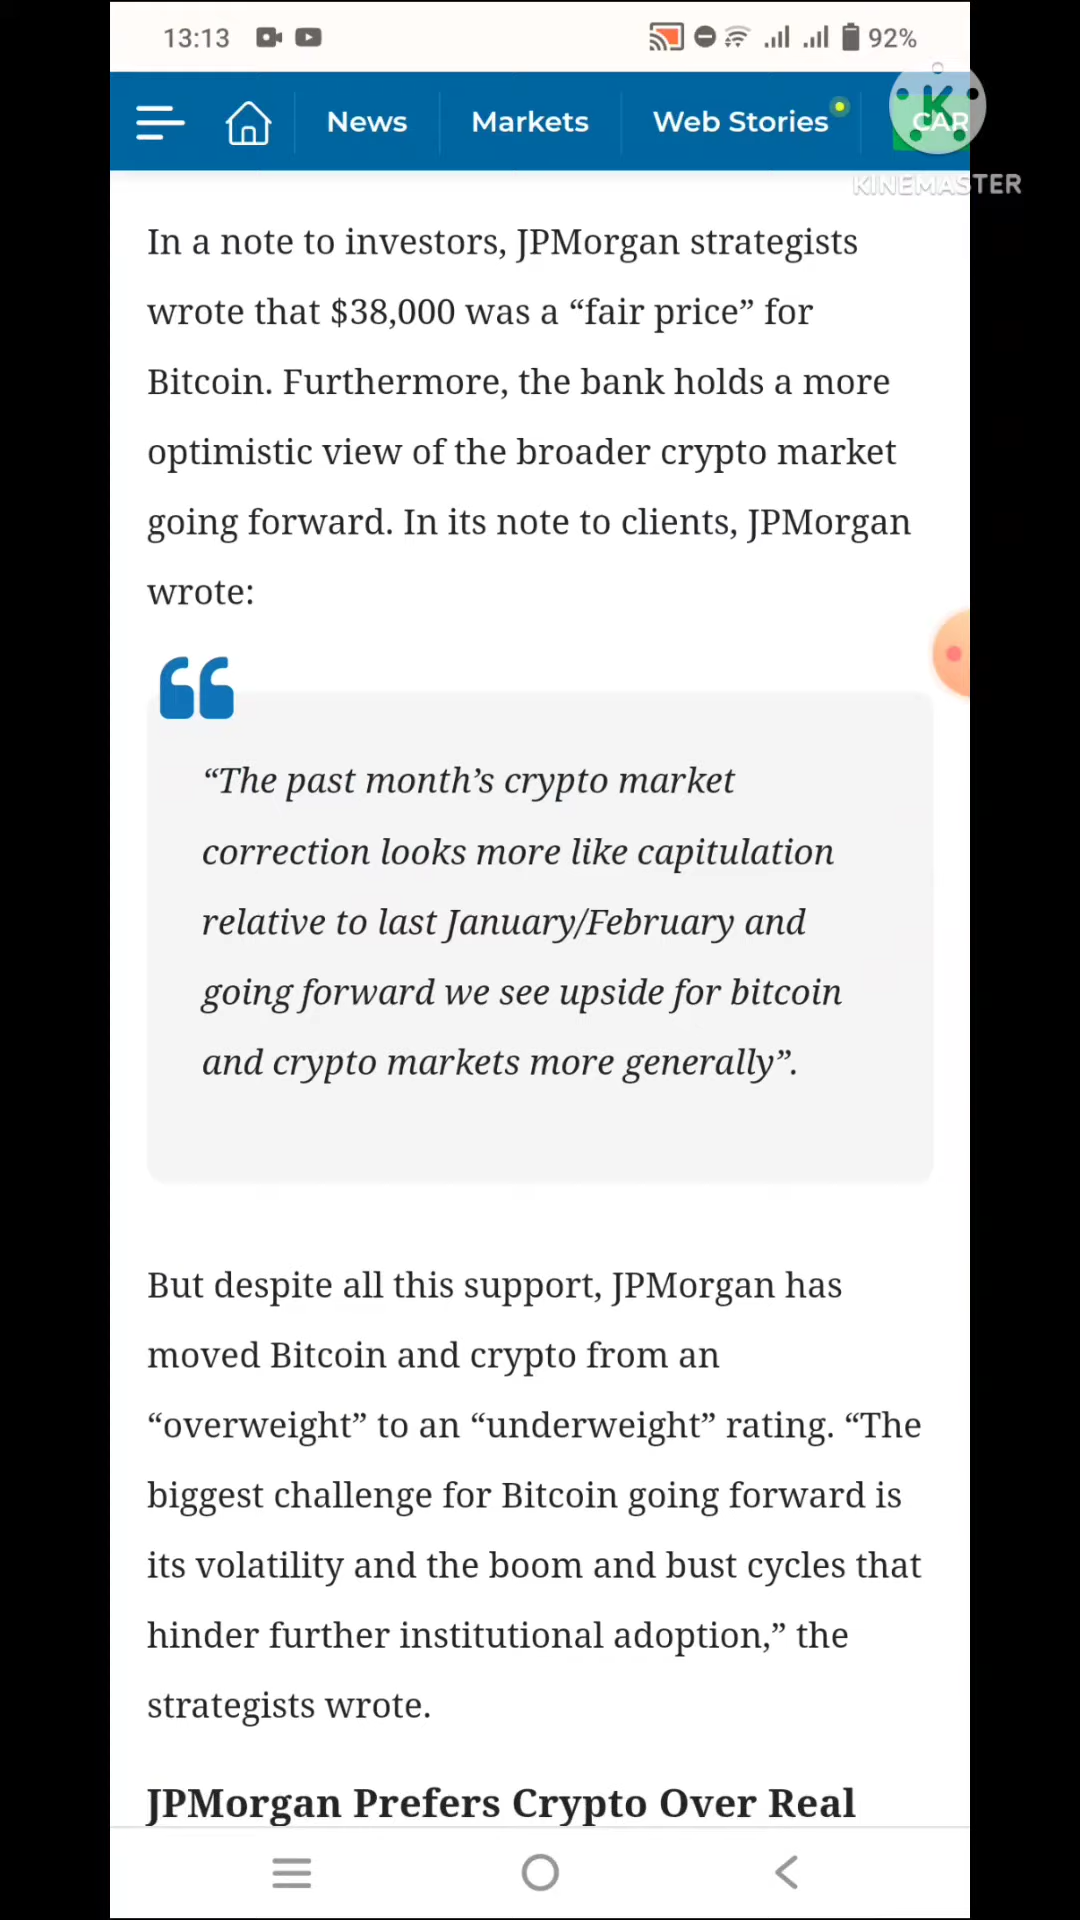 13:13
92%
News Markets Web Stories CAR
K
KINEMASTER
In a note to investors, JPMorgan strategists
wrote that $38,000 was a “fair price” for
Bitcoin. Furthermore, the bank holds a more
optimistic view of the broader crypto market
going forward. In its note to clients, JPMorgan
wrote:
“
“The past month’s crypto market
correction looks more like capitulation
relative to last January/February and
going forward we see upside for bitcoin
and crypto markets more generally”.
But despite all this support, JPMorgan has
moved Bitcoin and crypto from an
“overweight” to an “underweight” rating. “The
biggest challenge for Bitcoin going forward is
its volatility and the boom and bust cycles that
hinder further institutional adoption,” the
strategists wrote.
JPMorgan Prefers Crypto Over Real